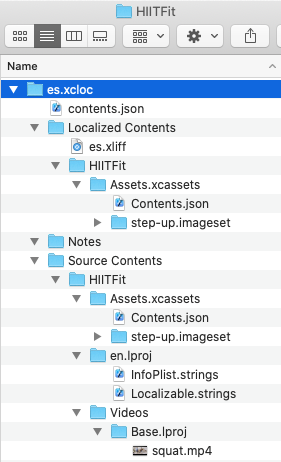 HIITFit
Name
es.xcloc
contents.json
Localized Contents
es.xliff
HIITFit
Assets.xcassets
Contents.json
step-up.imageset
Notes
Source Contents
HIITFit
Assets.xcassets
Contents.json
step-up.imageset
en.lproj
InfoPlist.strings
Localizable.strings
Videos
Base.lproj
squat.mp4